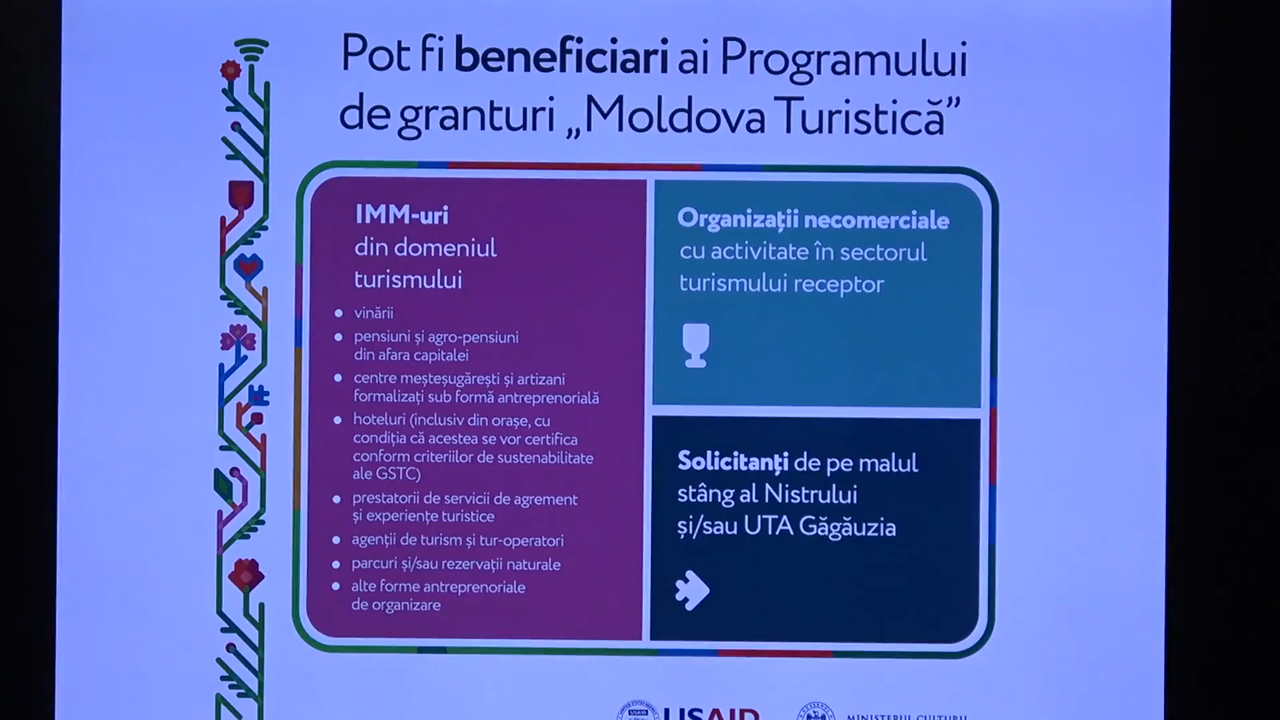 Pot fi beneficiari ai Programului
de granturi „Moldova Turistică”
IMM-uri
din domeniul
turismului
• vinării
• pensiuni și agro-pensiuni
din afara capitalei
• centre meșteșugărești și artizani
formalizați sub formă antreprenorială
• hoteluri (inclusiv din orașe, cu
condiția că acestea se vor certifica
conform criteriilor de sustenabilitate
ale GSTC)
• prestatorii de servicii de agrement
și experiențe turistice
• agenții de turism și tur-operatori
• parcuri și/sau rezervații naturale
• alte forme antreprenoriale
de organizare
Organizații necomerciale
cu activitate în sectorul
turismului receptor
Solicitanți de pe malul
stâng al Nistrului
și/sau UTA Găgăuzia
USAID
MINISTERUL CULTURII